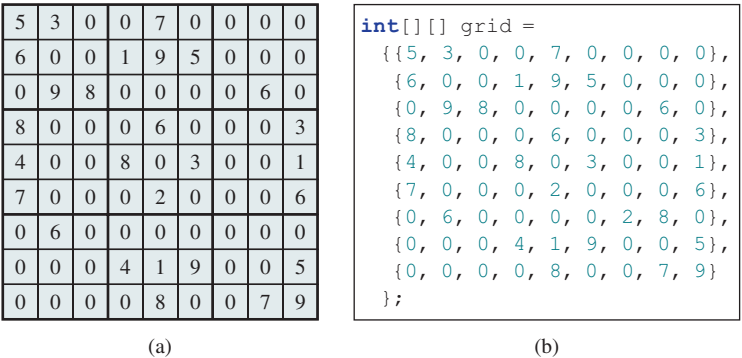 5 3 0 0 7 0 0 0 0
6 0 0 1 9 5 0 0 0
0 9 8 0 0 0 0 6 0
8 0 0 0 6 0 0 0 3
4 0 0 8 0 3 0 0 1
7 0 0 0 2 0 0 0 6
0 6 0 0 0 0 0 0 0
0 0 0 4 1 9 0 0 5
0 0 0 0 8 0 0 7 9
(a)
int[][] grid =
{{5, 3, 0, 0, 7, 0, 0, 0, 0},
{6, 0, 0, 1, 9, 5, 0, 0, 0},
{0, 9, 8, 0, 0, 0, 0, 6, 0},
{8, 0, 0, 0, 6, 0, 0, 0, 3},
{4, 0, 0, 8, 0, 3, 0, 0, 1},
{7, 0, 0, 0, 2, 0, 0, 0, 6},
{0, 6, 0, 0, 0, 0, 2, 8, 0},
{0, 0, 0, 4, 1, 9, 0, 0, 5},
{0, 0, 0, 0, 8, 0, 0, 7, 9}
};
(b)